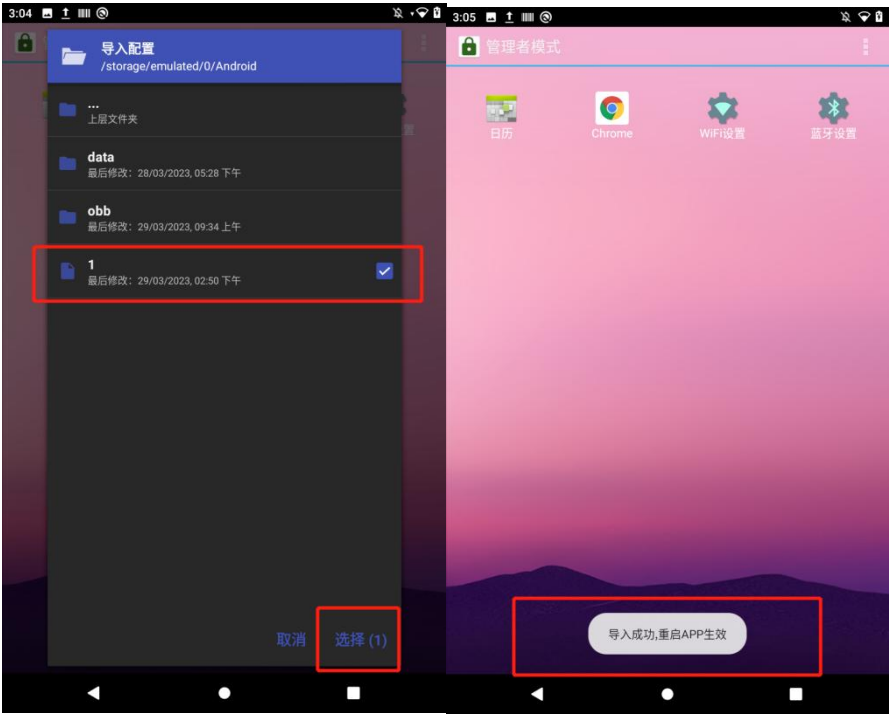 3:04
导入配置
/storage/emulated/0/Android
...
上层文件夹
data
最后修改：28/03/2023, 05:28 下午
obb
最后修改：29/03/2023, 09:34 上午
1
最后修改：29/03/2023, 02:50 下午
取消
选择 (1)
3:05
管理者模式
日历
Chrome
WiFi设置
蓝牙设置
导入成功,重启APP生效